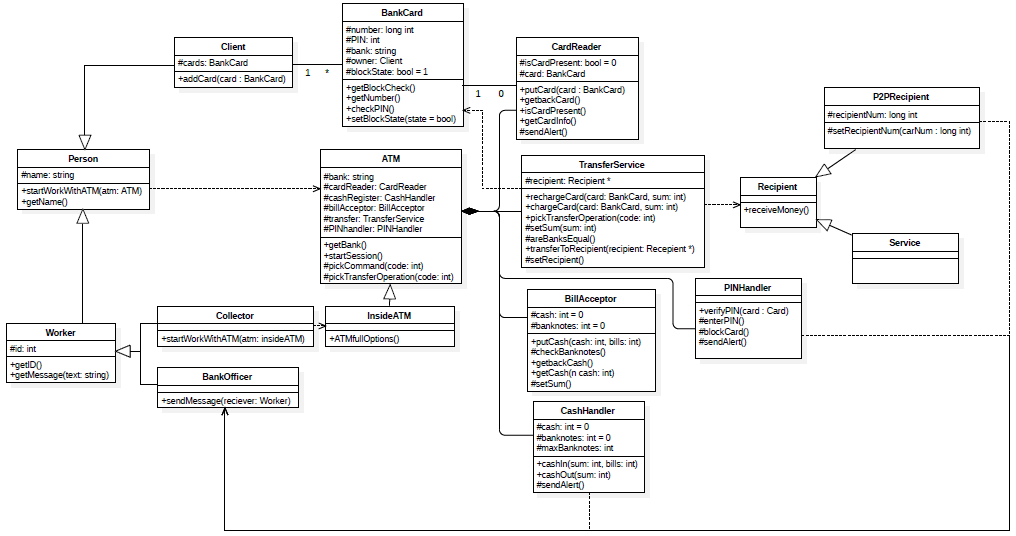 BankCard
#number: long int
#PIN: int
#bank: string
#owner: Client
#blockState: bool = 1
+getBlockCheck()
+getNumber()
+checkPIN()
+setBlockState(state = bool)
Client
#cards: BankCard
+addCard(card : BankCard)
1 *
CardReader
#isCardPresent: bool = 0
#card: BankCard
+putCard(card : BankCard)
+getbackCard()
+isCardPresent()
+getCardInfo()
#sendAlert()
1 0
P2PRecipient
#recipientNum: long int
#setRecipientNum(carNum : long int)
Person
#name: string
+startWorkWithATM(atm: ATM)
+getName()
ATM
#bank: string
#cardReader: CardReader
#cashRegister: CashHandler
#billAcceptor: BillAcceptor
#transfer: TransferService
#PINhandler: PINHandler
+getBank()
+startSession()
#pickCommand(code: int)
#pickTransferOperation(code: int)
TransferService
#recipient: Recipient *
+rechargeCard(card: BankCard, sum: int)
+chargeCard(card: BankCard, sum: int)
+pickTransferOperation(code: int)
#setSum(sum: int)
#areBanksEqual()
+transferToRecipient(recipient: Recepient *)
#setRecipient()
Recipient
+receiveMoney()
Service
PINHandler
+verifyPIN(card : Card)
#enterPIN()
#blockCard()
#sendAlert()
BillAcceptor
#cash: int = 0
#banknotes: int = 0
+putCash(cash: int, bills: int)
#checkBanknotes()
+getbackCash()
+getCash(n cash: int)
#setSum()
Collector
+startWorkWithATM(atm: insideATM)
InsideATM
+ATMfullOptions()
Worker
#id: int
+getID()
+getMessage(text: string)
BankOfficer
+sendMessage(reciever: Worker)
CashHandler
#cash: int = 0
#banknotes: int = 0
#maxBanknotes: int
+cashIn(sum: int, bills: int)
+cashOut(sum: int)
#sendAlert()